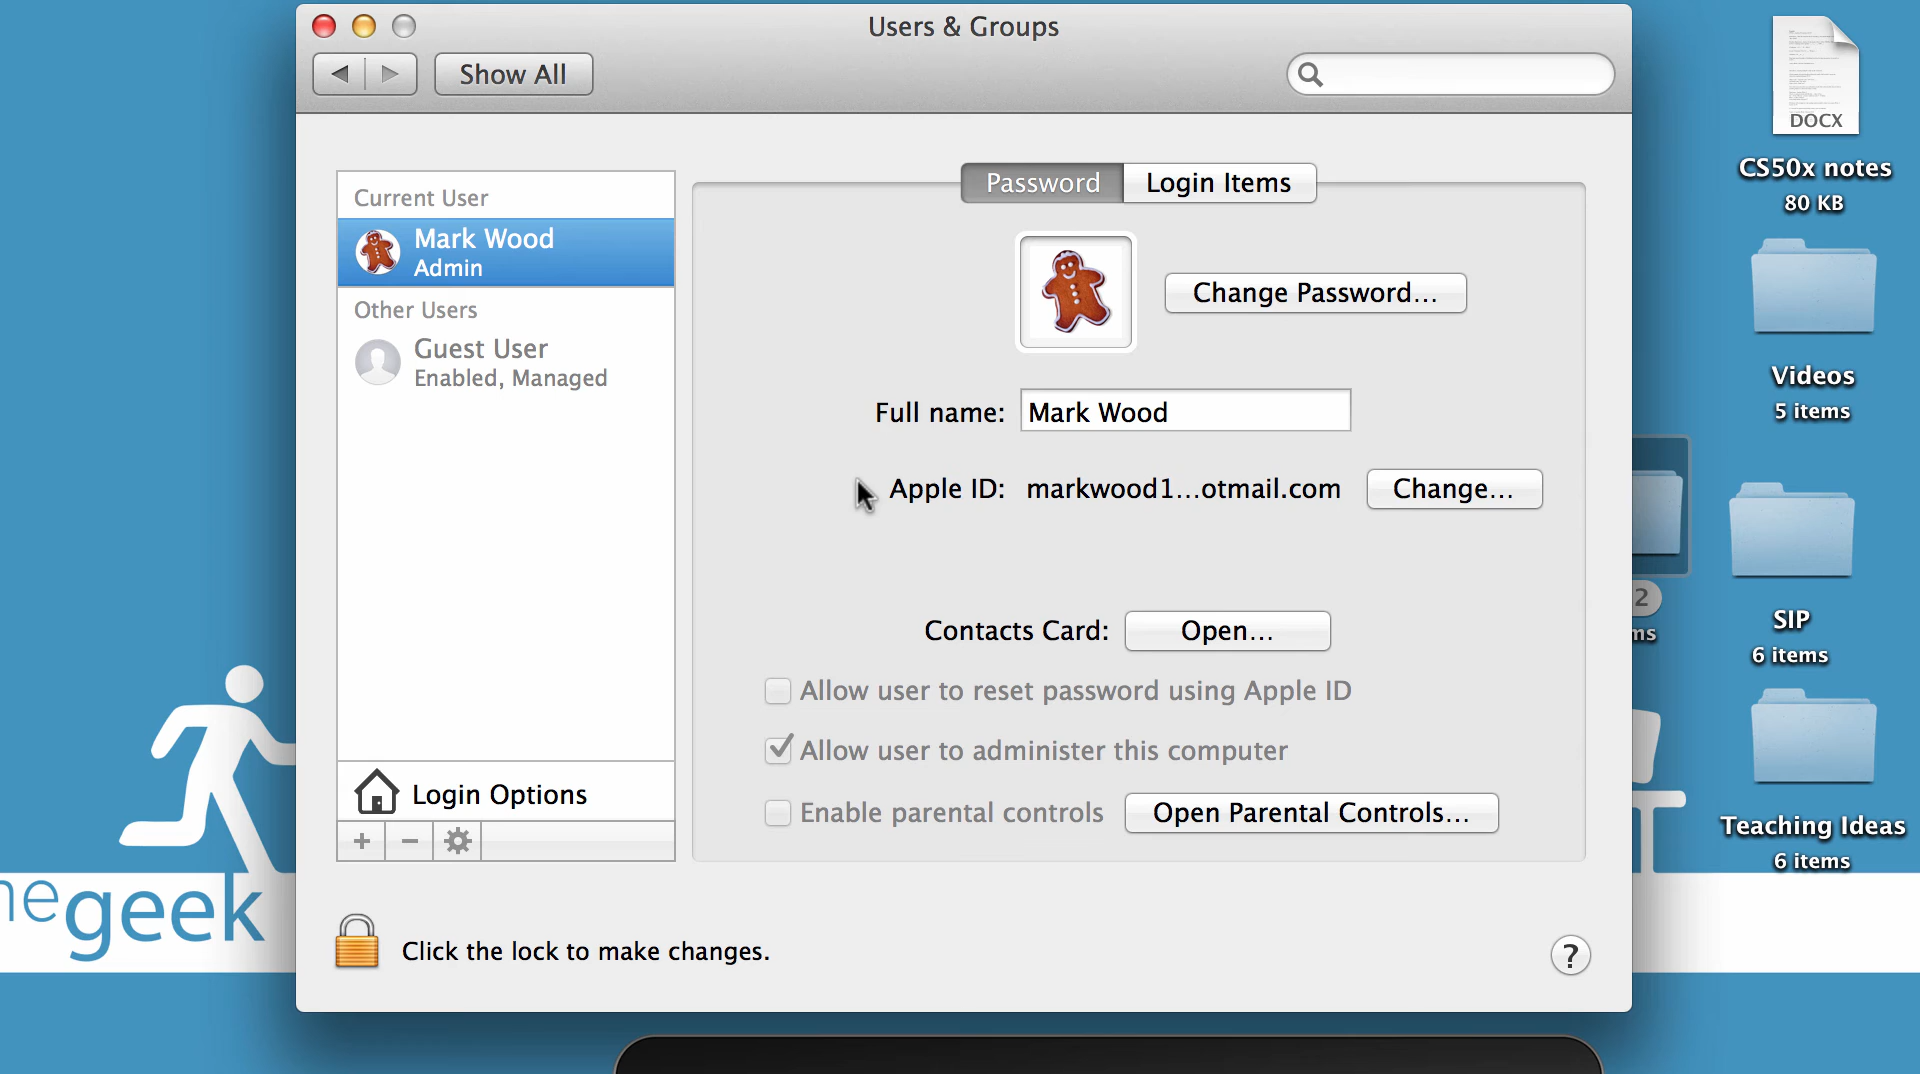 Users & Groups
Show All
Current User
Mark Wood
Admin
Other Users
Guest User
Enabled, Managed
Login Options
Password
Login Items
Change Password...
Full name: Mark Wood
Apple ID: markwood1...otmail.com Change...
Contacts Card: Open...
Allow user to reset password using Apple ID
Allow user to administer this computer
Enable parental controls Open Parental Controls...
Click the lock to make changes.
?
DOCX
CS50x notes
80 KB
Videos
5 items
2
ms
SIP
6 items
Teaching Ideas
6 items
he
geek